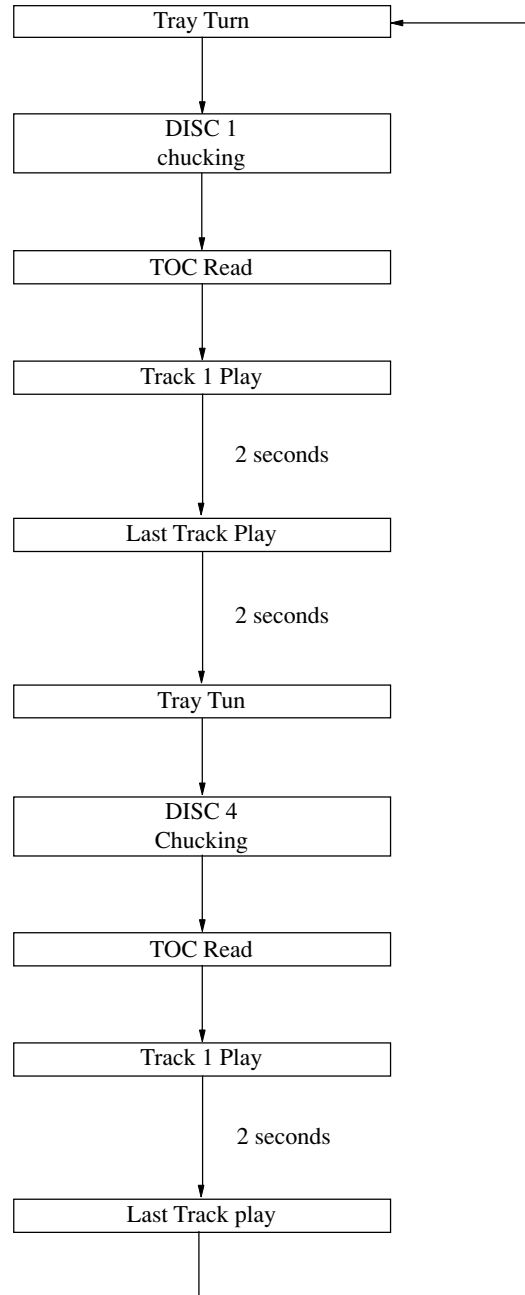 Tray Turn
DISC 1
chucking
TOC Read
Track 1 Play
2 seconds
Last Track Play
2 seconds
Tray Tun
DISC 4
Chucking
TOC Read
Track 1 Play
2 seconds
Last Track play